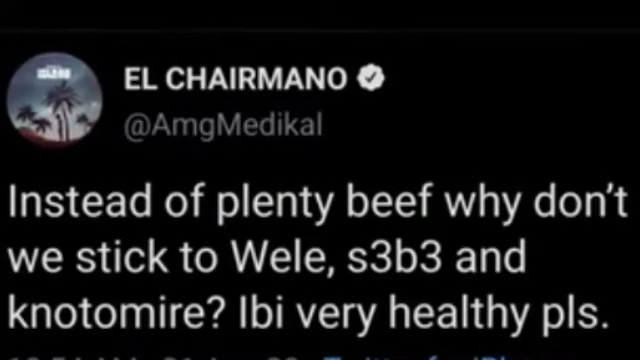 EL CHAIRMANO
@AmgMedikal
Instead of plenty beef why don't
we stick to Wele, s3b3 and
knotomire? Ibi very healthy pls.